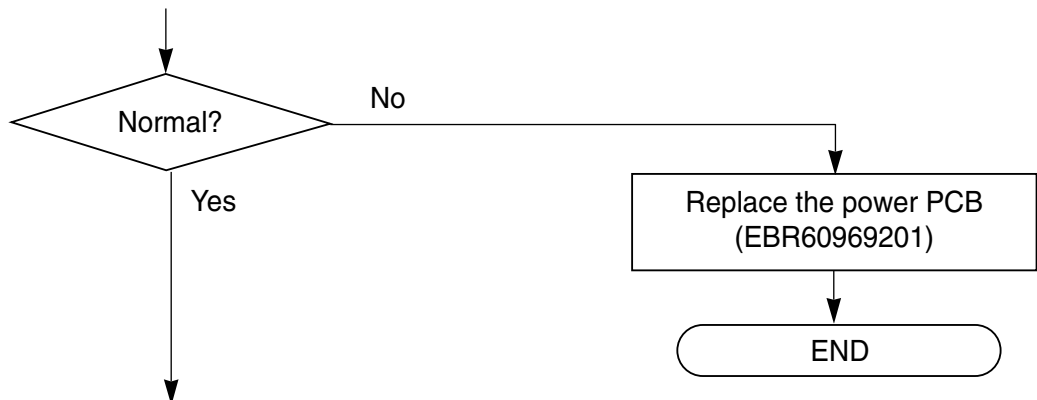 Normal?
No
Yes
Replace the power PCB
(EBR60969201)
END